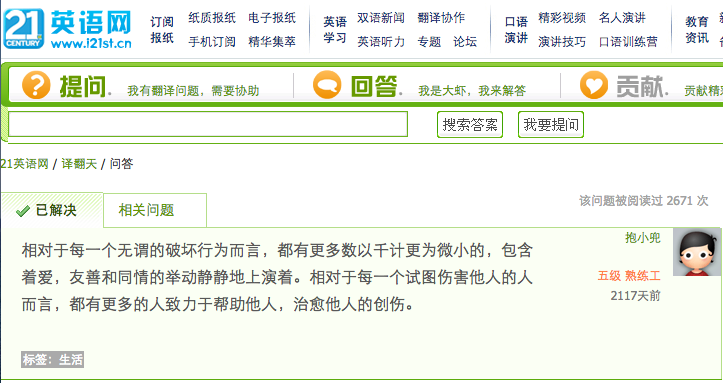 21 英语网
CENTURY www.i21st.cn
订阅 纸质报纸 电子报纸 英语 双语新闻 翻译协作 口语 精彩视频 名人演讲 教育
报纸 手机订阅 精华集萃 学习 英语听力 专题 论坛 演讲 演讲技巧 口语训练营 资讯
提问. 我有翻译问题，需要协助 回答. 我是大虾，我来解答 贡献. 贡献精
搜索答案 我要提问
21英语网 / 译翻天 / 问答
该问题被阅读过 2671 次
已解决 相关问题
抱小兜
相对于每一个无谓的破坏行为而言，都有更多数以千计更为微小的，包含
着爱，友善和同情的举动静静地上演着。相对于每一个试图伤害他人的人
五级 熟练工
2117天前
而言，都有更多的人致力于帮助他人，治愈他人的创伤。
标签：生活